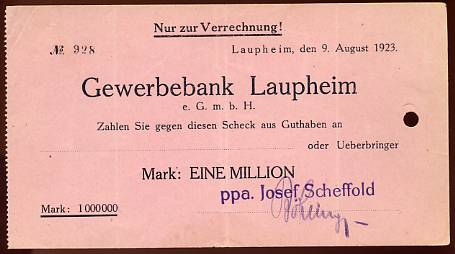 Nur zur Verrechnung!
№ 928
Laupheim, den 9. August 1923.
Gewerbebank Laupheim
e. G. m. b. H.
Zahlen Sie gegen diesen Scheck aus Guthaben an
oder Ueberbringer
Mark: EINE MILLION
ppa. Josef Scheffold
Mark: 1000000